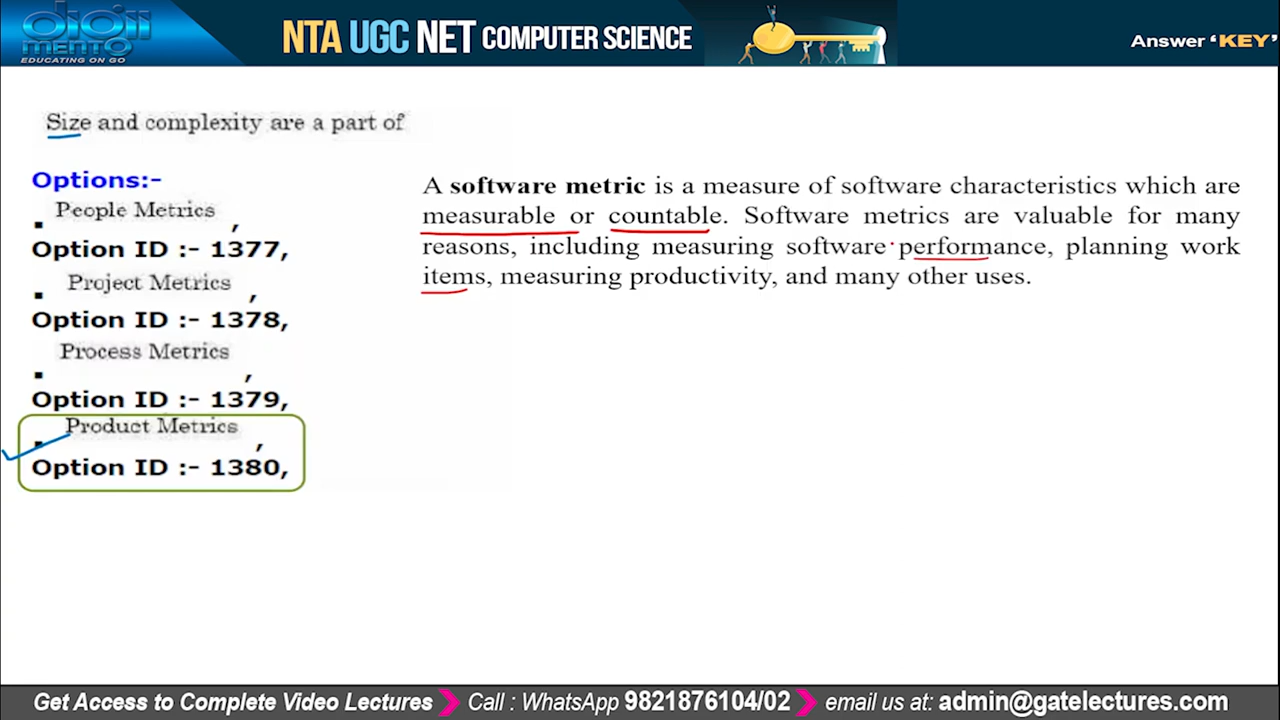 didji
MENTO
EDUCATING ON GO
NTA UGC NET COMPUTER SCIENCE
Answer ‘KEY’
Size and complexity are a part of
Options:-
People Metrics
,
Option ID :- 1377,
Project Metrics
,
Option ID :- 1378,
Process Metrics
,
Option ID :- 1379,
Product Metrics
,
Option ID :- 1380,
A software metric is a measure of software characteristics which are
measurable or countable. Software metrics are valuable for many
reasons, including measuring software performance, planning work
items, measuring productivity, and many other uses.
Get Access to Complete Video Lectures Call : WhatsApp 9821876104/02 email us at: admin@gatelectures.com